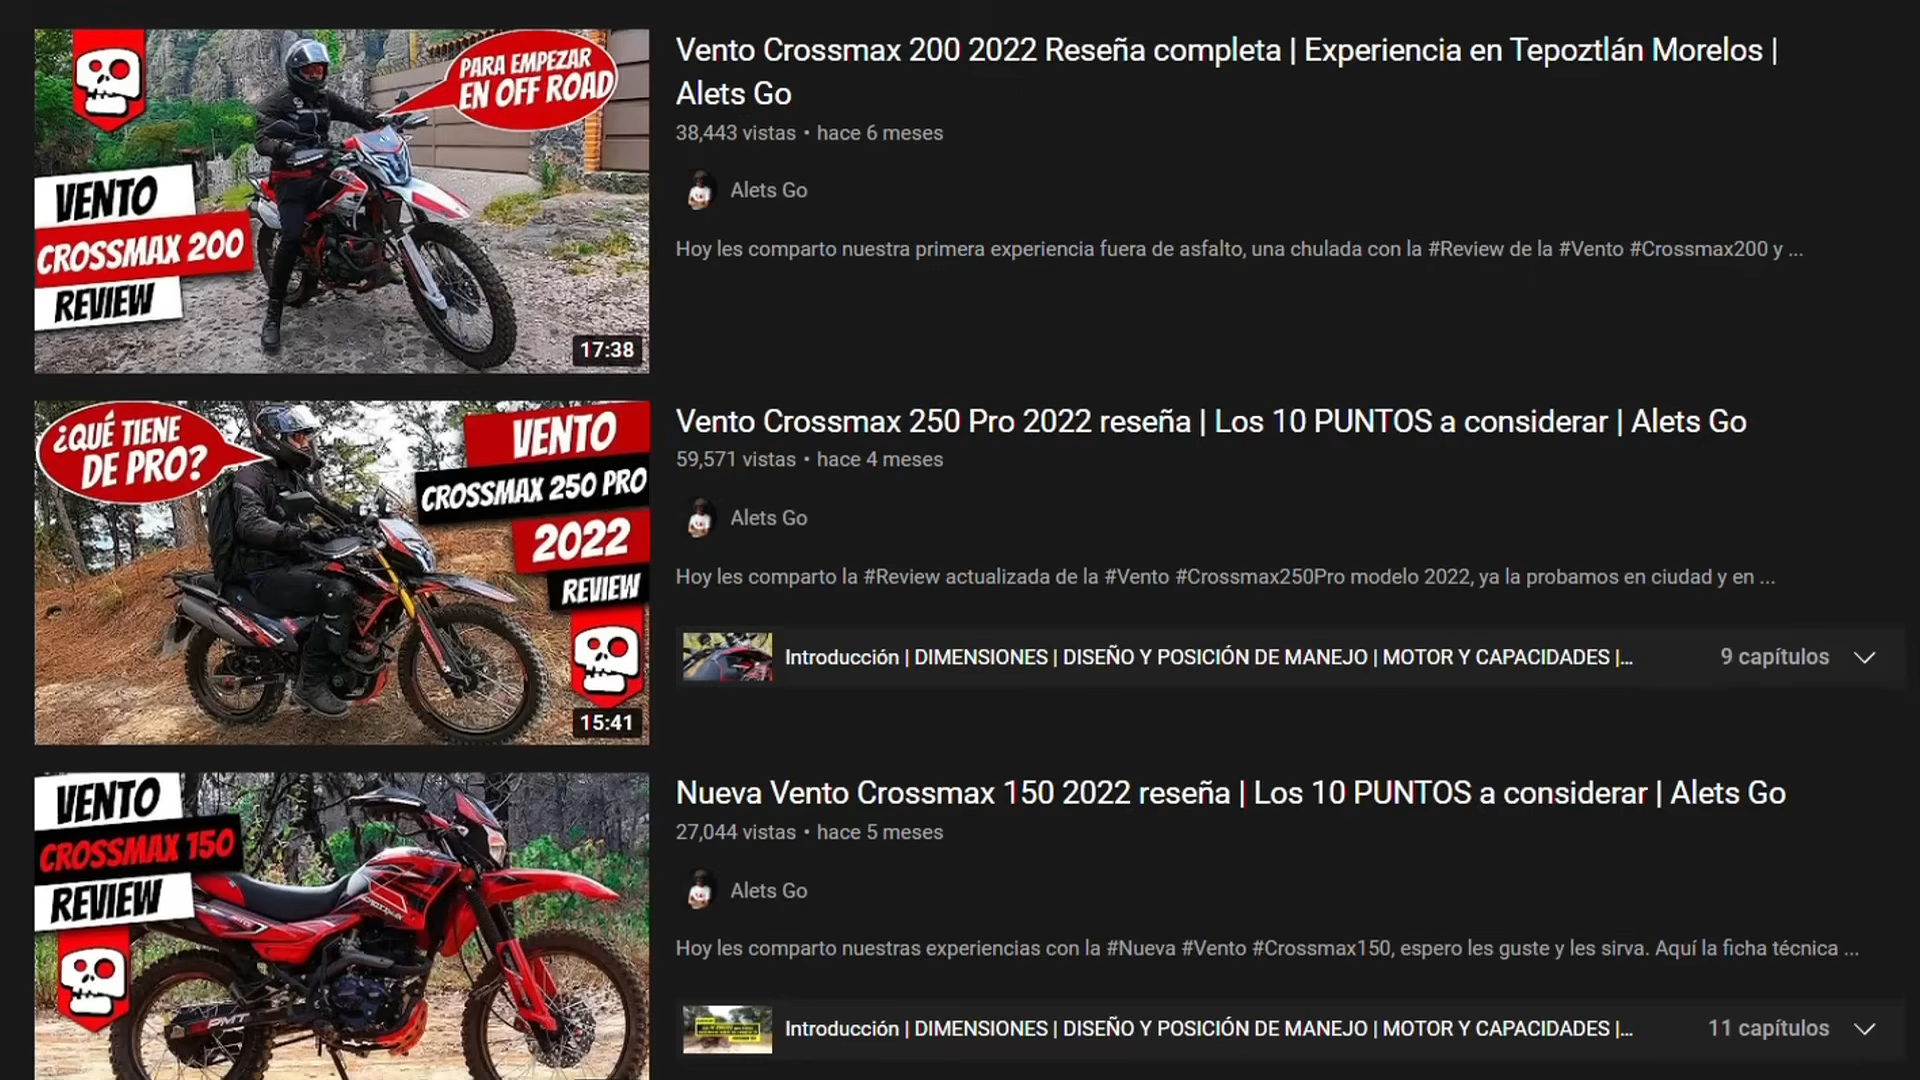 PARA EMPEZAR
EN OFF ROAD
VENTO
CROSSMAX 200
REVIEW
17:38
Vento Crossmax 200 2022 Reseña completa | Experiencia en Tepoztlán Morelos |
Alets Go
38,443 vistas • hace 6 meses
Alets Go
Hoy les comparto nuestra primera experiencia fuera de asfalto, una chulada con la #Review de la #Vento #Crossmax200 y ...
¿QUÉ TIENE
DE PRO?
VENTO
CROSSMAX 250 PRO
2022
REVIEW
15:41
Vento Crossmax 250 Pro 2022 reseña | Los 10 PUNTOS a considerar | Alets Go
59,571 vistas • hace 4 meses
Alets Go
Hoy les comparto la #Review actualizada de la #Vento #Crossmax250Pro modelo 2022, ya la probamos en ciudad y en ...
Introducción | DIMENSIONES | DISEÑO Y POSICIÓN DE MANEJO | MOTOR Y CAPACIDADES |...
9 capítulos
VENTO
CROSSMAX 150
REVIEW
PMT
Nueva Vento Crossmax 150 2022 reseña | Los 10 PUNTOS a considerar | Alets Go
27,044 vistas • hace 5 meses
Alets Go
Hoy les comparto nuestras experiencias con la #Nueva #Vento #Crossmax150, espero les guste y les sirva. Aquí la ficha técnica ...
Introducción | DIMENSIONES | DISEÑO Y POSICIÓN DE MANEJO | MOTOR Y CAPACIDADES |...
11 capítulos